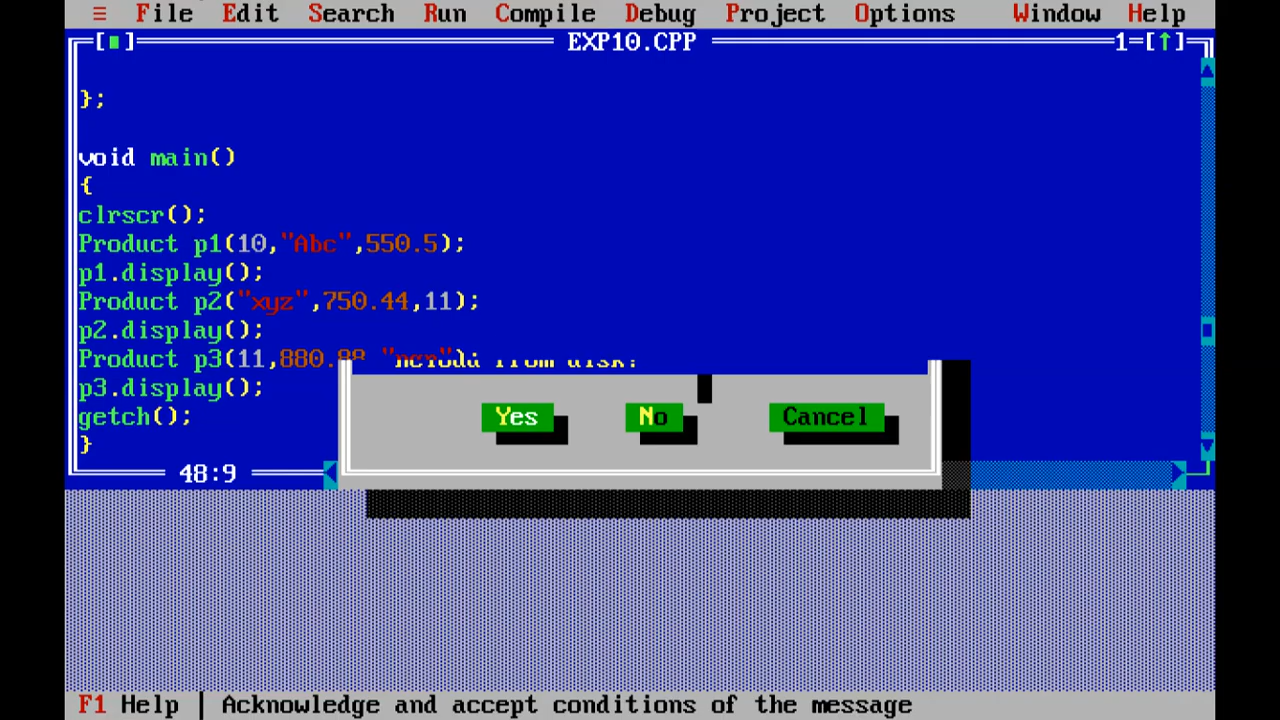 ≡ File Edit Search Run Compile Debug Project Options Window Help
[■] EXP10.CPP 1=[↑]
};
void main()
{
clrscr();
Product p1(10,"Abc",550.5);
p1.display();
Product p2("xyz",750.44,11);
p2.display();
Product p3(11,880.88
p3.display();
getch();
}
from disk?
Yes No Cancel
48:9
F1 Help │ Acknowledge and accept conditions of the message